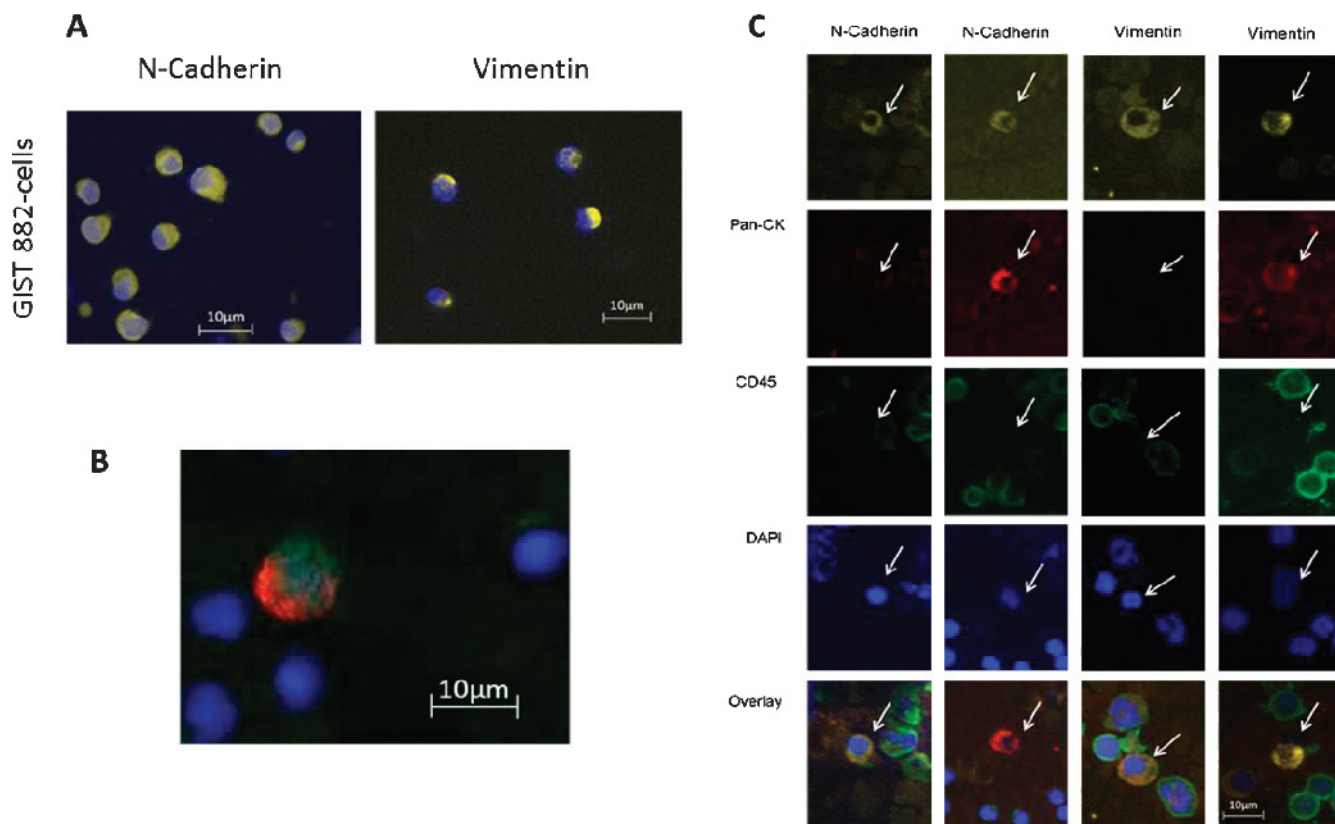 A
N-Cadherin
Vimentin
GIST 882-cells
10µm
10µm
B
10µm
C
N-Cadherin
N-Cadherin
Vimentin
Vimentin
Pan-CK
CD45
DAPI
Overlay
10µm